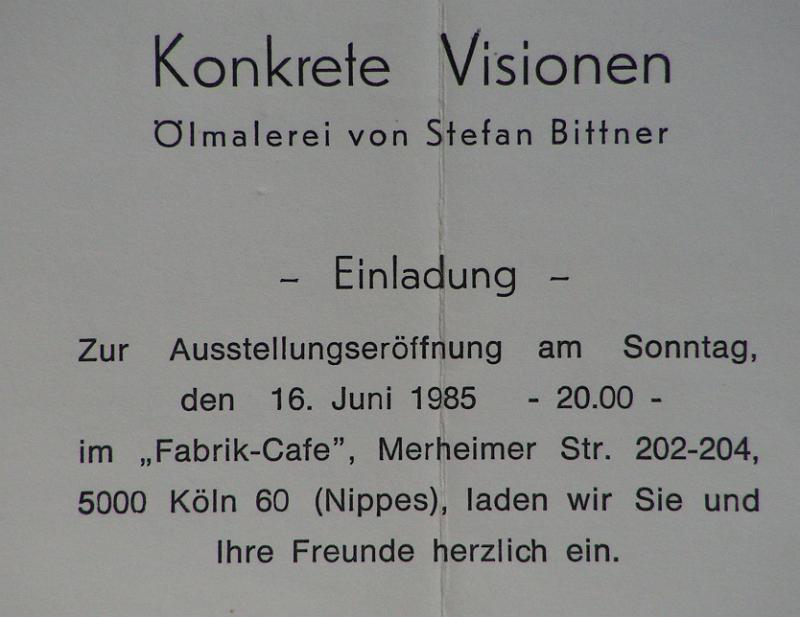 Konkrete Visionen
Ölmalerei von Stefan Bittner
– Einladung –
Zur Ausstellungseröffnung am Sonntag,
den 16. Juni 1985 - 20.00 -
im „Fabrik-Cafe”, Merheimer Str. 202-204,
5000 Köln 60 (Nippes), laden wir Sie und
Ihre Freunde herzlich ein.